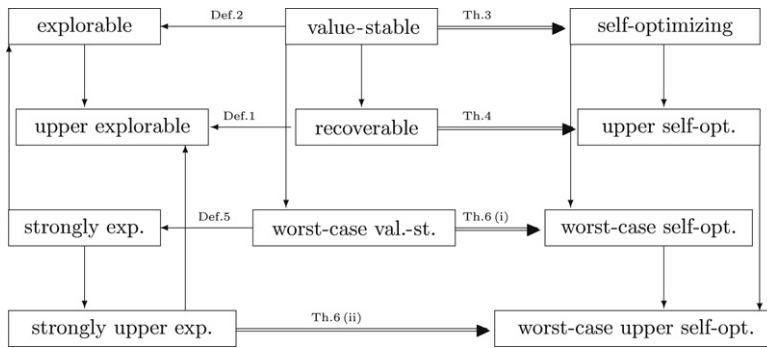 explorable
Def.2
value-stable
Th.3
self-optimizing
upper explorable
Def.1
recoverable
Th.4
upper self-opt.
strongly exp.
Def.5
worst-case val.-st.
Th.6 (i)
worst-case self-opt.
strongly upper exp.
Th.6 (ii)
worst-case upper self-opt.